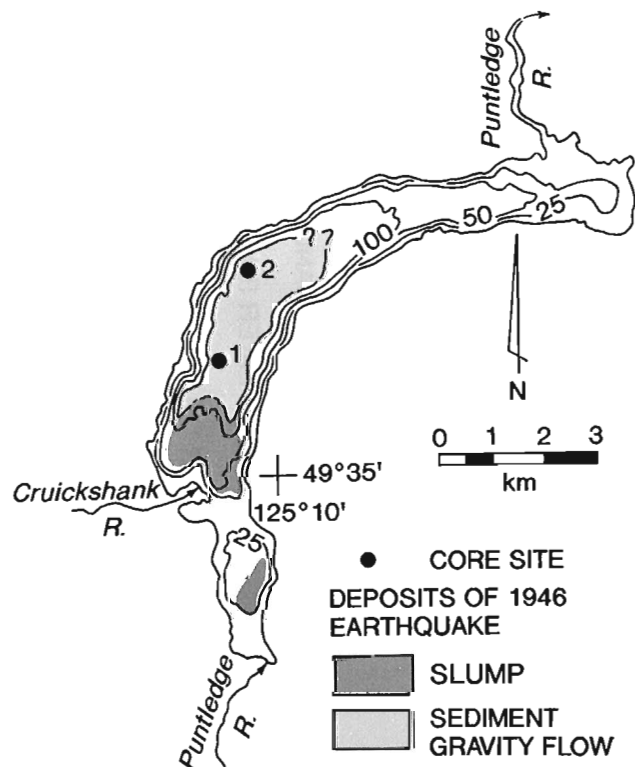 Puntledge
R.
? ?
100
50
25
2
1
N
0 1 2 3
km
Cruickshank
R.
49°35'
125°10'
25
CORE SITE
DEPOSITS OF 1946
EARTHQUAKE
SLUMP
SEDIMENT
GRAVITY FLOW
Puntledge
R.